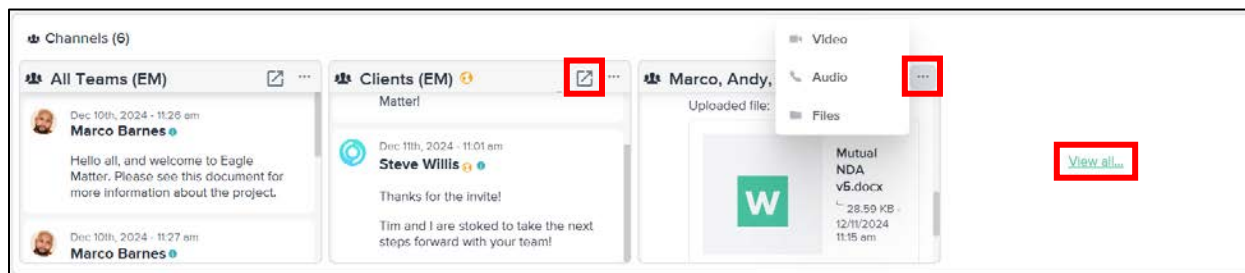 Channels (6)
All Teams (EM)
Dec 10th, 2024 - 11:26 am
Marco Barnes
Hello all, and welcome to Eagle
Matter. Please see this document for
more information about the project.
Dec 10th, 2024 - 11:27 am
Marco Barnes
Clients (EM)
Matter!
Dec 11th, 2024 - 11:01 am
Steve Willis
Thanks for the invite!
Tim and I are stoked to take the next
steps forward with your team!
Marco, Andy,
Video
Audio
Files
Uploaded file:
W
Mutual
NDA
v5.docx
28.59 KB -
12/11/2024
11:15 am
View all...